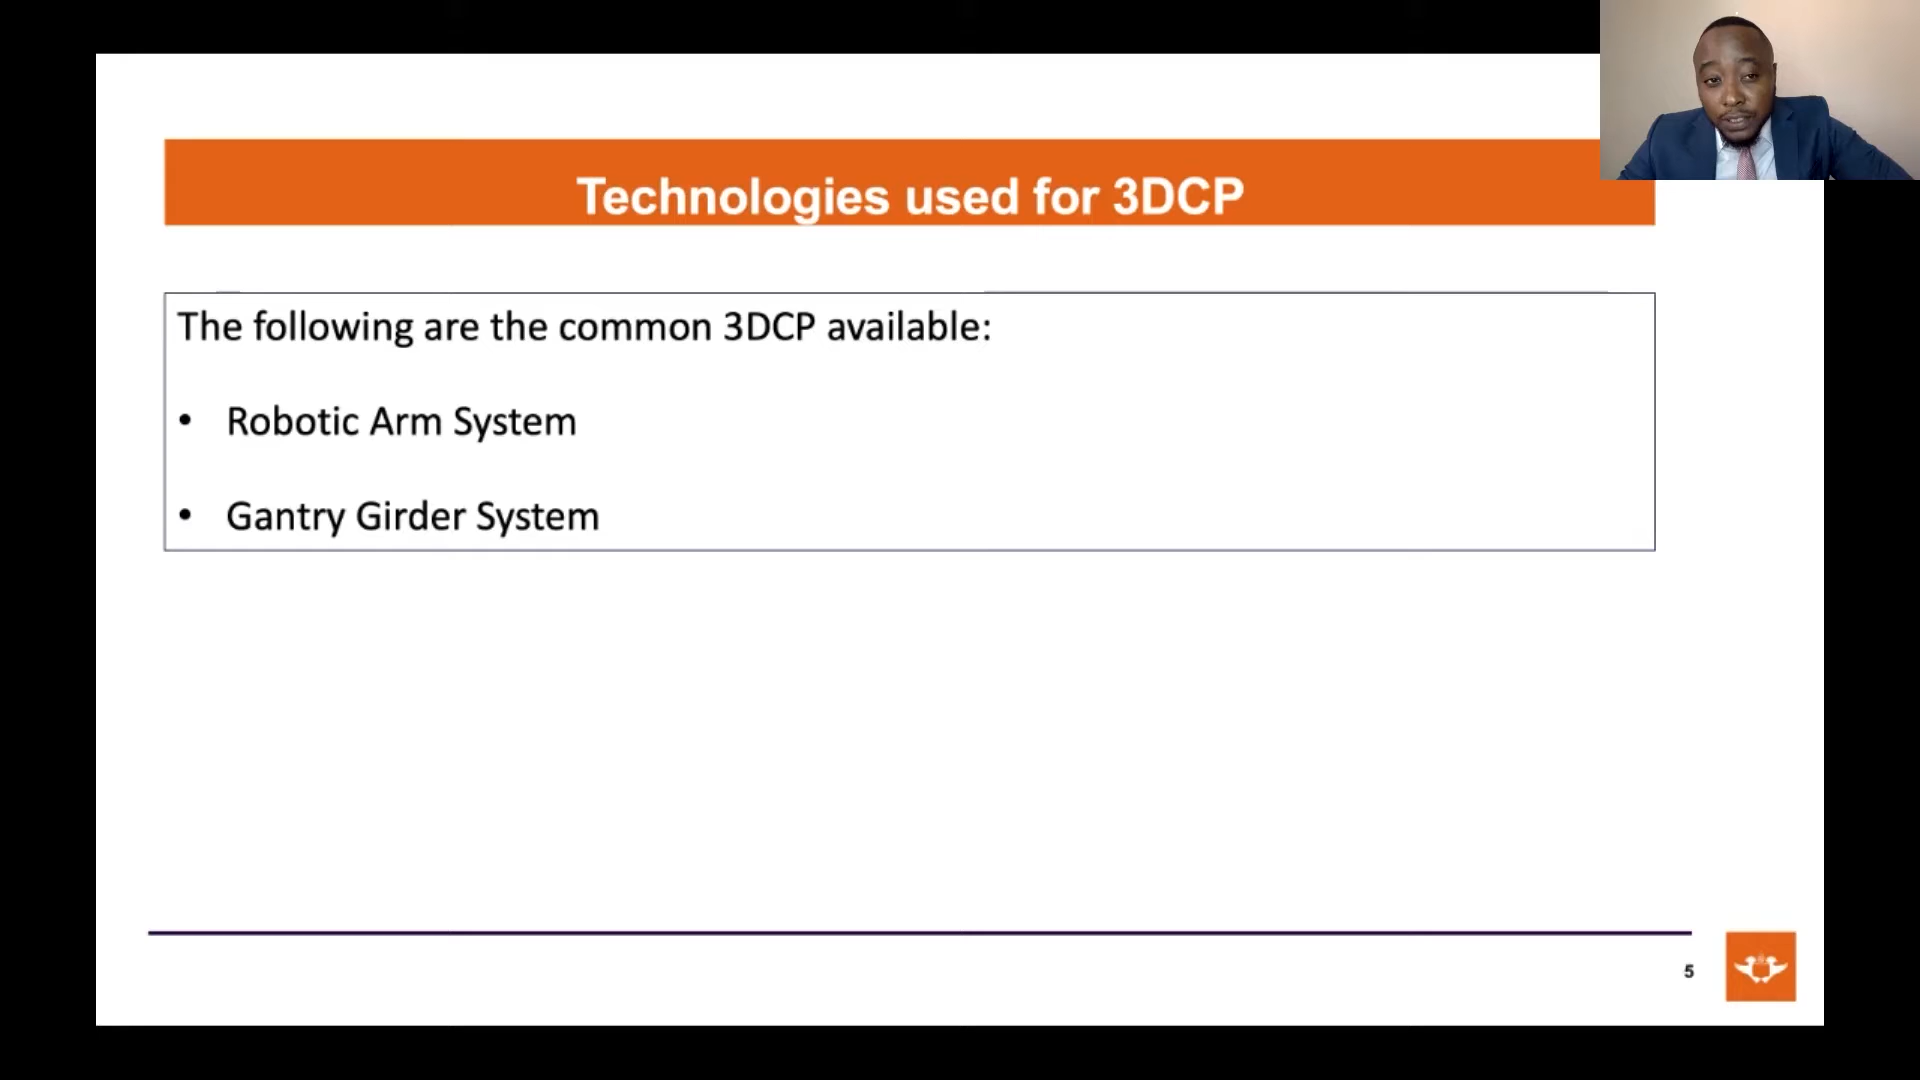 Technologies used for 3DCP
The following are the common 3DCP available:
• Robotic Arm System
• Gantry Girder System
5